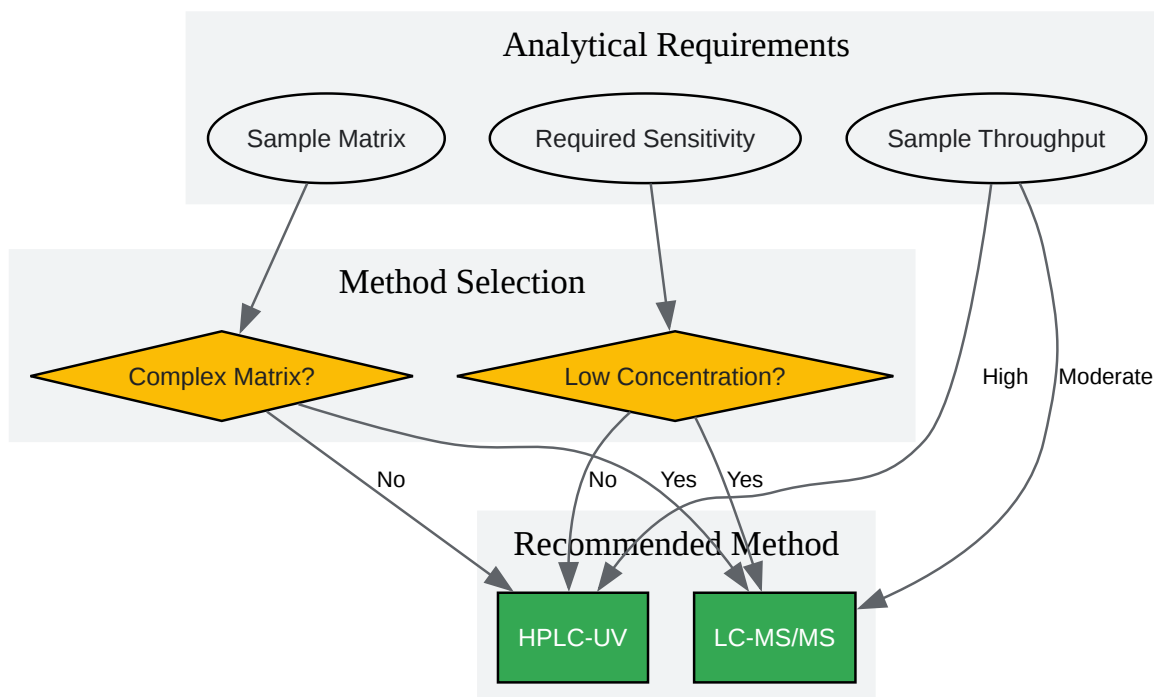 Analytical Requirements
Sample Matrix
Required Sensitivity
Sample Throughput
Method Selection
Complex Matrix?
Low Concentration?
High
Moderate
No
No
Yes
Yes
Recommended Method
HPLC-UV
LC-MS/MS